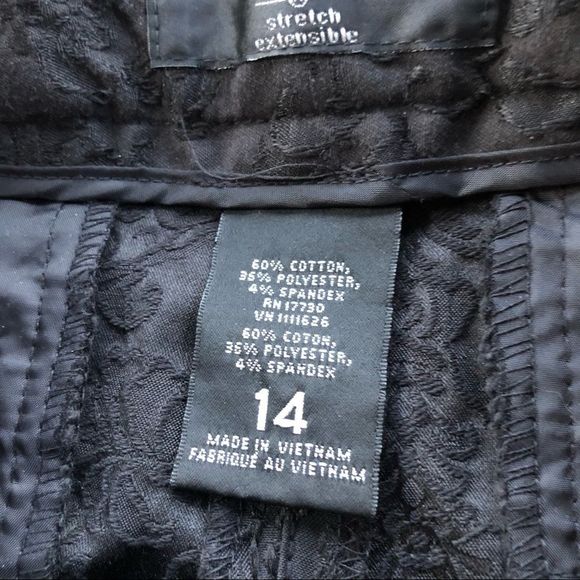 stretch
extensible
60% COTTON,
36% POLYESTER,
4% SPANDEX
RN 17730
VN 1111626
60% COTON,
36% POLYESTER,
4% SPANDEX
14
MADE IN VIETNAM
FABRIQUÉ AU VIETNAM